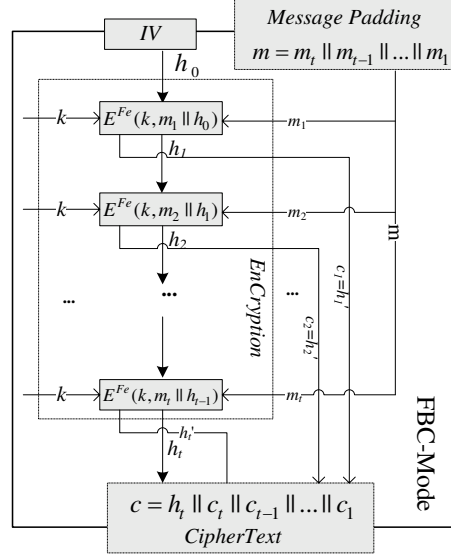 Message Padding
IV
m = m_t || m_{t-1} || ... || m_1
h_0
k
E^{Fe}(k, m_1 || h_0)
m_1
h_1
k
E^{Fe}(k, m_2 || h_1)
m_2
h_2
m
EnCryption
c_1=h_1'
c_2=h_2'
...
...
...
k
E^{Fe}(k, m_t || h_{t-1})
m_t
h_t'
h_t
FBC-Mode
c = h_t || c_t || c_{t-1} || ... || c_1
CipherText